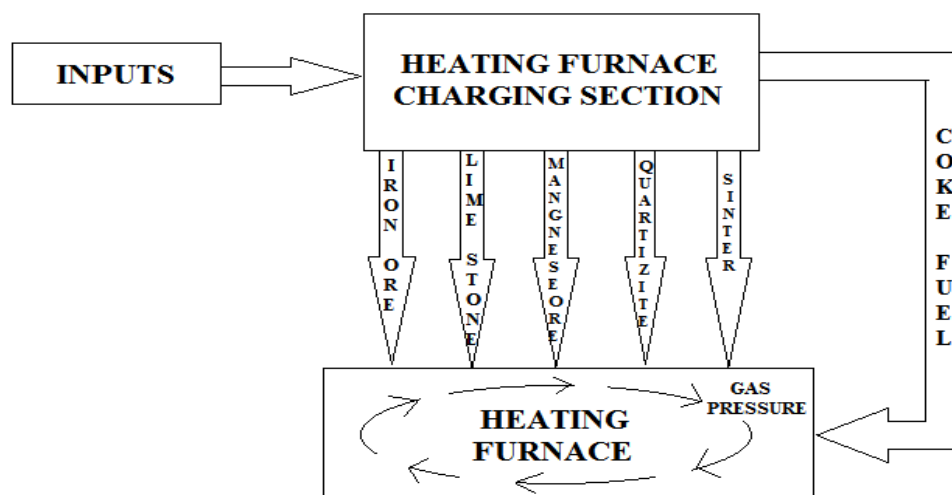 INPUTS
HEATING FURNACE
CHARGING SECTION
IRON ORE
LIME STONE
MANGNESEORE
QUARTIZITE
SINTER
COKE FUEL
GAS
PRESSURE
HEATING
FURNACE